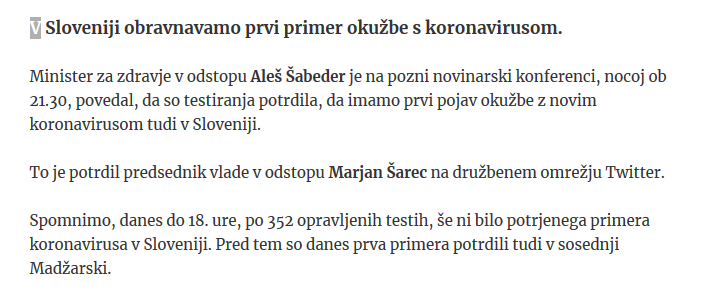 V Sloveniji obravnavamo prvi primer okužbe s koronavirusom.
Minister za zdravje v odstopu Aleš Šabeder je na pozni novinarski konferenci, nocoj ob
21.30, povedal, da so testiranja potrdila, da imamo prvi pojav okužbe z novim
koronavirusom tudi v Sloveniji.
To je potrdil predsednik vlade v odstopu Marjan Šarec na družbenem omrežju Twitter.
Spomnimo, danes do 18. ure, po 352 opravljenih testih, še ni bilo potrjenega primera
koronavirusa v Sloveniji. Pred tem so danes prva primera potrdili tudi v sosednji
Madžarski.